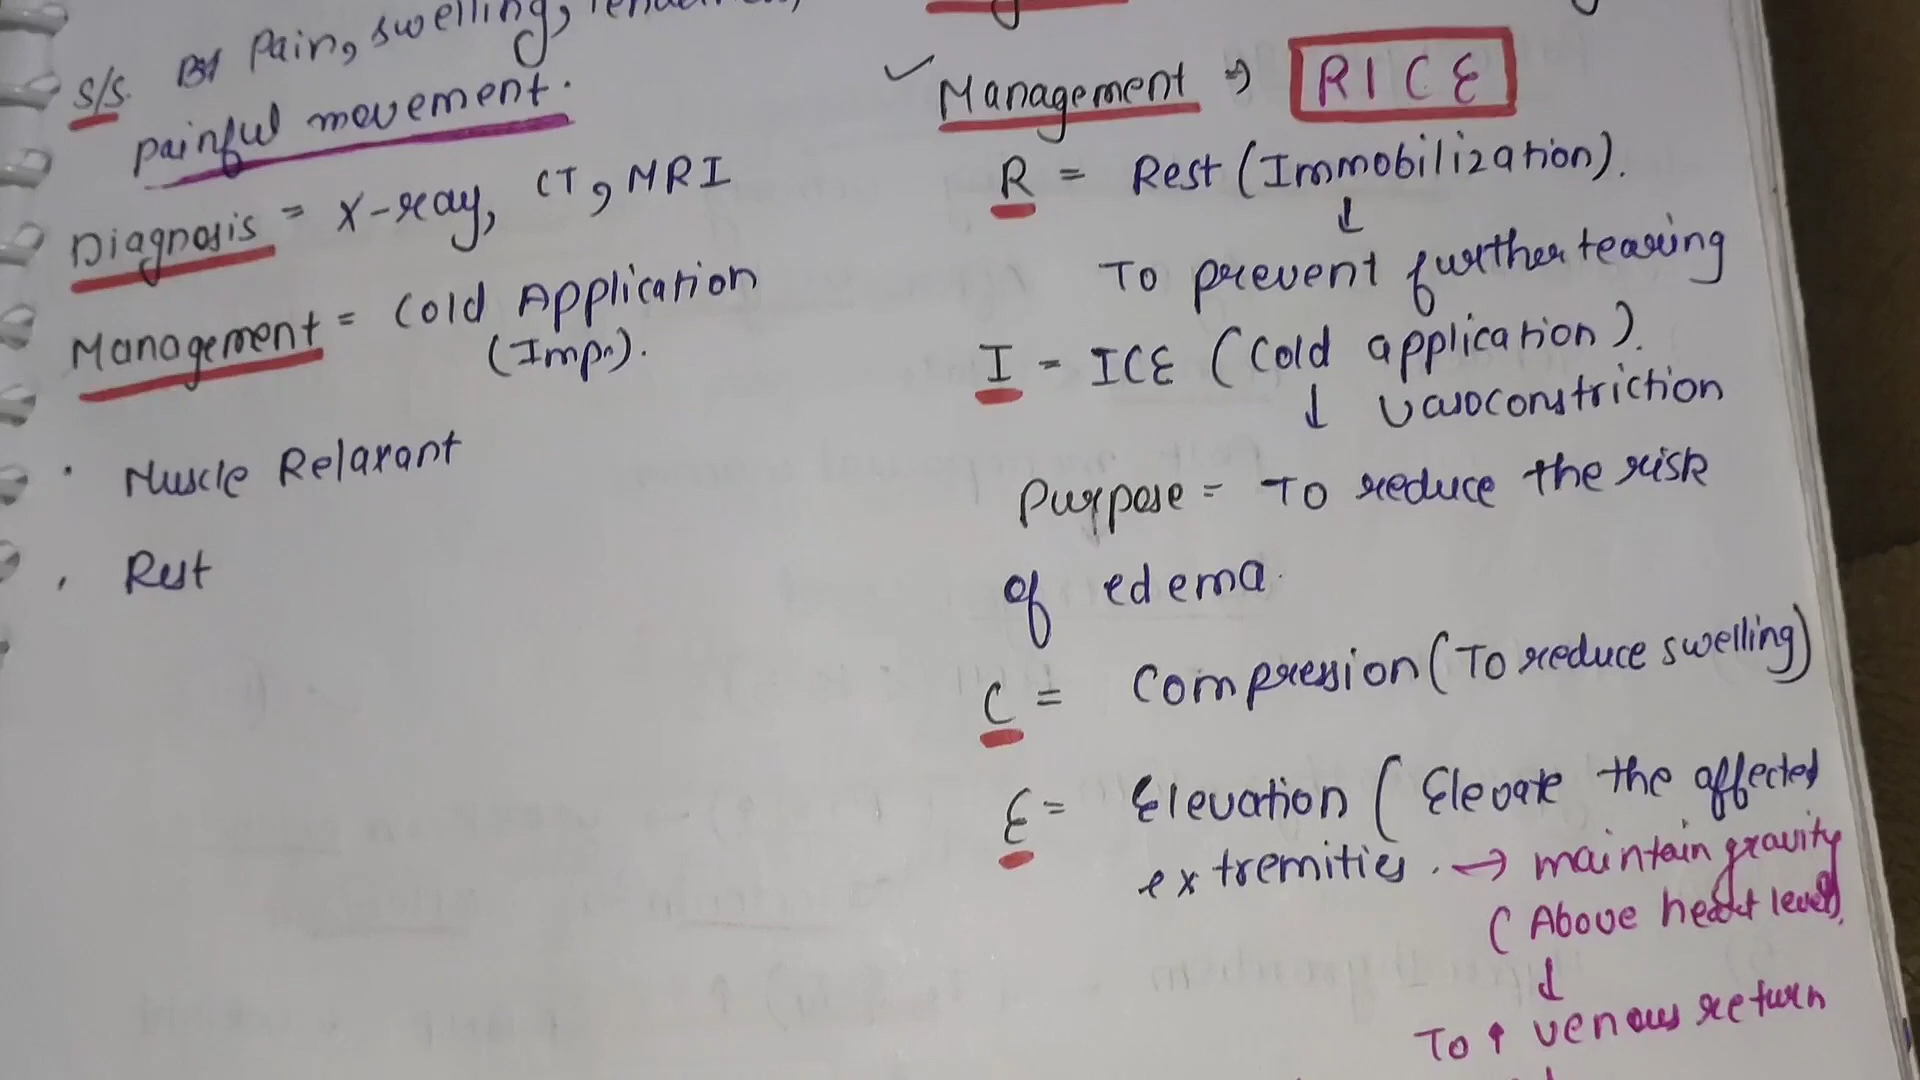 S/S. Pain, swelling,
painful movement.
Diagnosis = X-ray, CT, MRI
Management = Cold Application
(Imp.).
• Muscle Relaxant
• Rest
✓ Management ⇒ RICE
R = Rest (Immobilization).
↓
To prevent further tearing
I - ICE (Cold application).
↓ Vasoconstriction
Purpose = To reduce the risk
of edema.
C = Compression (To reduce swelling)
E = Elevation ( Elevate the affected
extremities. → maintain gravity
( Above heart level).
↓
To ↑ venous return